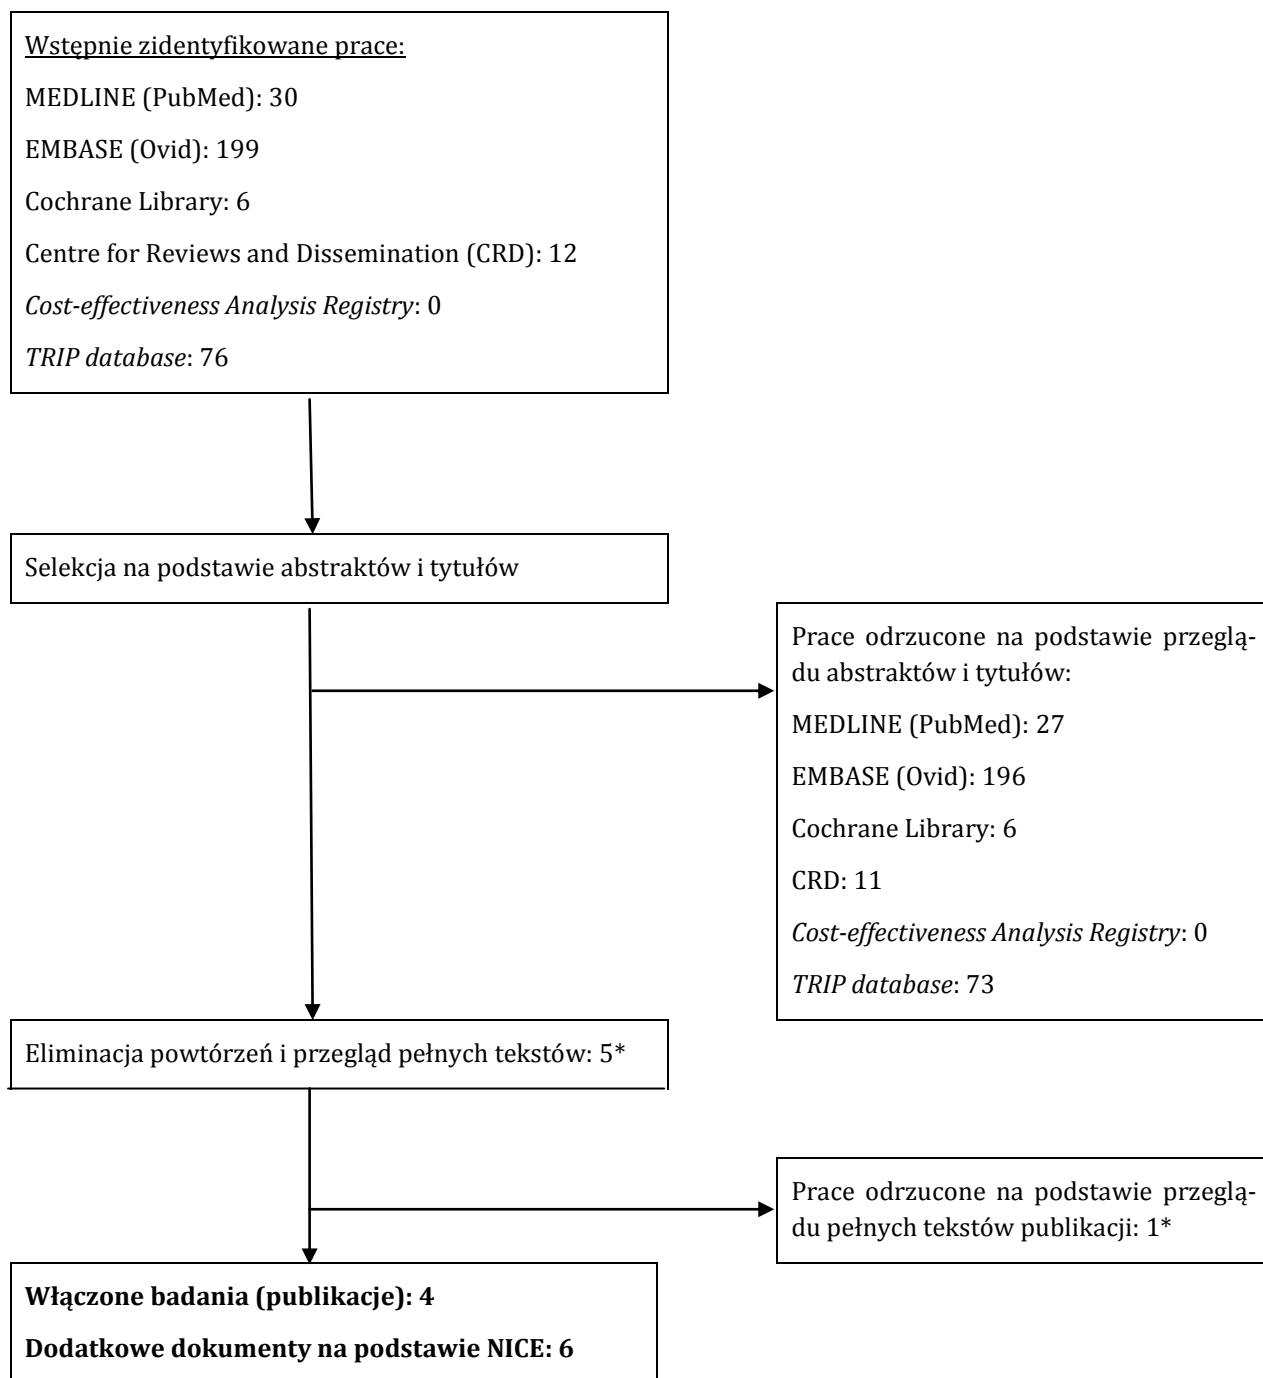 Wstępnie zidentyfikowane prace:
MEDLINE (PubMed): 30
EMBASE (Ovid): 199
Cochrane Library: 6
Centre for Reviews and Dissemination (CRD): 12
Cost-effectiveness Analysis Registry: 0
TRIP database: 76
Selekcja na podstawie abstraktów i tytułów
Prace odrzucone na podstawie przeglą-
du abstraktów i tytułów:
MEDLINE (PubMed): 27
EMBASE (Ovid): 196
Cochrane Library: 6
CRD: 11
Cost-effectiveness Analysis Registry: 0
TRIP database: 73
Eliminacja powtórzeń i przegląd pełnych tekstów: 5*
Prace odrzucone na podstawie przeglą-
du pełnych tekstów publikacji: 1*
Włączone badania (publikacje): 4
Dodatkowe dokumenty na podstawie NICE: 6